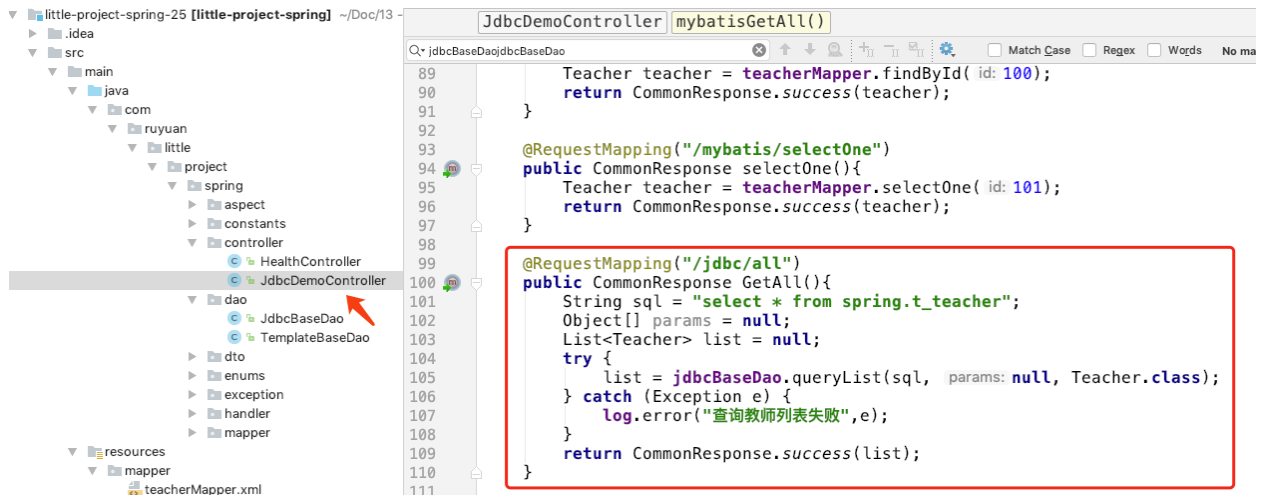 little-project-spring-25 [little-project-spring] ~/Doc/13 –
.idea
src
main
java
com
ruyuan
little
project
spring
aspect
constants
controller
HealthController
JdbcDemoController
dao
JdbcBaseDao
TemplateBaseDao
dto
enums
exception
handler
mapper
resources
mapper
teacherMapper.xml
JdbcDemoController mybatisGetAll()
jdbcBaseDaojdbcBaseDao Match Case Regex Words No ma
89 Teacher teacher = teacherMapper.findById( id: 100);
90 return CommonResponse.success(teacher);
91 }
92
93 @RequestMapping("/mybatis/selectOne")
94 public CommonResponse selectOne(){
95 Teacher teacher = teacherMapper.selectOne( id: 101);
96 return CommonResponse.success(teacher);
97 }
98
99 @RequestMapping("/jdbc/all")
100 public CommonResponse GetAll(){
101 String sql = "select * from spring.t_teacher";
102 Object[] params = null;
103 List<Teacher> list = null;
104 try {
105 list = jdbcBaseDao.queryList(sql, params: null, Teacher.class);
106 } catch (Exception e) {
107 log.error("查询教师列表失败",e);
108 }
109 return CommonResponse.success(list);
110 }
111